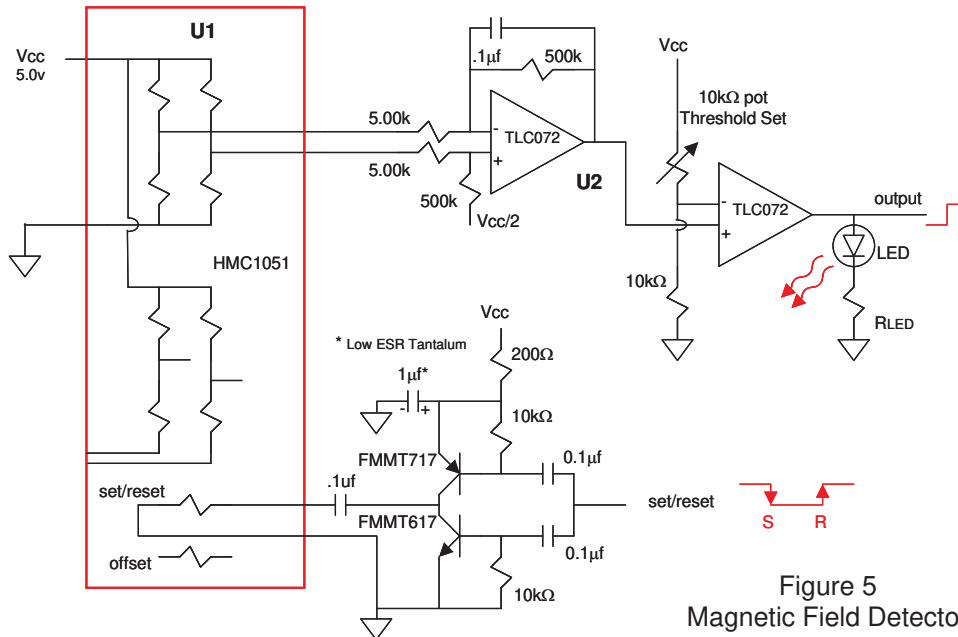 U1
Vcc
5.0v
.1µf
500k
Vcc
10kΩ pot
Threshold Set
5.00k
-
TLC072
+
5.00k
U2
500k
Vcc/2
-
TLC072
+
output
LED
10kΩ
RLED
HMC1051
Vcc
* Low ESR Tantalum
200Ω
1µf*
- +
10kΩ
FMMT717
0.1µf
set/reset
.1uf
FMMT617
set/reset
S R
0.1µf
offset
10kΩ
Figure 5
Magnetic Field Detecto